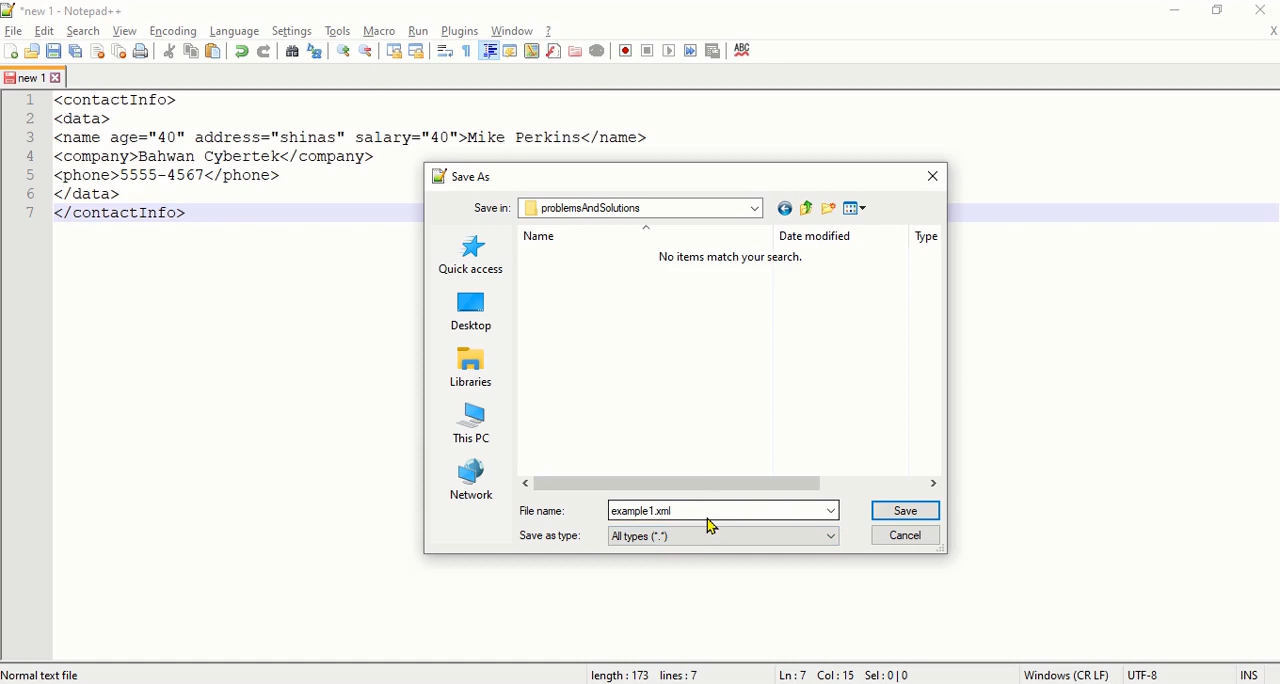 *new 1 - Notepad++
File Edit Search View Encoding Language Settings Tools Macro Run Plugins Window ? X
ABC
new 1
1 <contactInfo>
2 <data>
3 <name age="40" address="shinas" salary="40">Mike Perkins</name>
4 <company>Bahwan Cybertek</company>
5 <phone>5555-4567</phone>
6 </data>
7 </contactInfo>
Save As
Save in: problemsAndSolutions
Name Date modified Type
No items match your search.
Quick access
Desktop
Libraries
This PC
Network
File name: example1.xml Save
Save as type: All types (*.*) Cancel
Normal text file length : 173 lines : 7 Ln : 7 Col : 15 Sel : 0 | 0 Windows (CR LF) UTF-8 INS